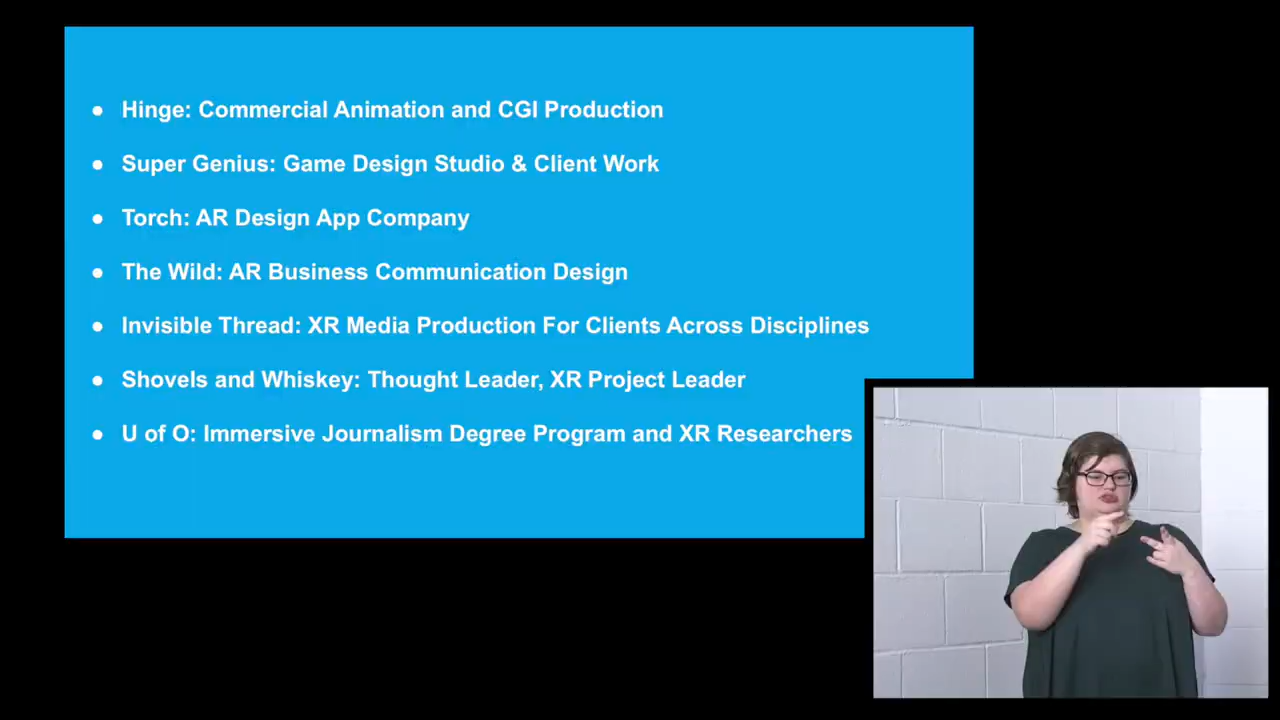 ● Hinge: Commercial Animation and CGI Production
● Super Genius: Game Design Studio & Client Work
● Torch: AR Design App Company
● The Wild: AR Business Communication Design
● Invisible Thread: XR Media Production For Clients Across Disciplines
● Shovels and Whiskey: Thought Leader, XR Project Leader
● U of O: Immersive Journalism Degree Program and XR Researchers